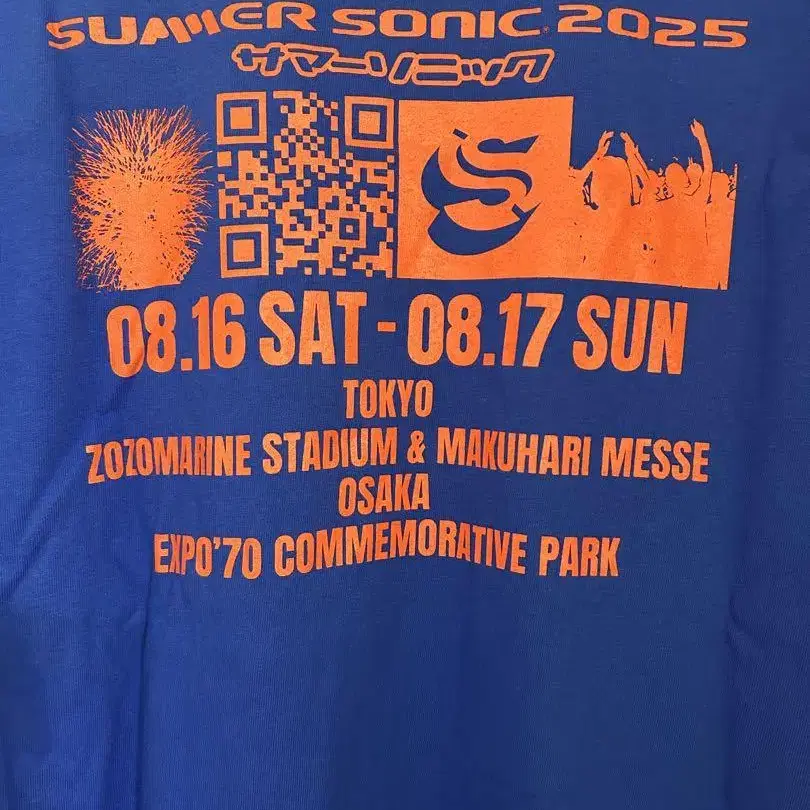 SUMMER SONIC 2025
サマーソニック
S
08.16 SAT - 08.17 SUN
TOKYO
ZOZOMARINE STADIUM & MAKUHARI MESSE
OSAKA
EXPO'70 COMMEMORATIVE PARK